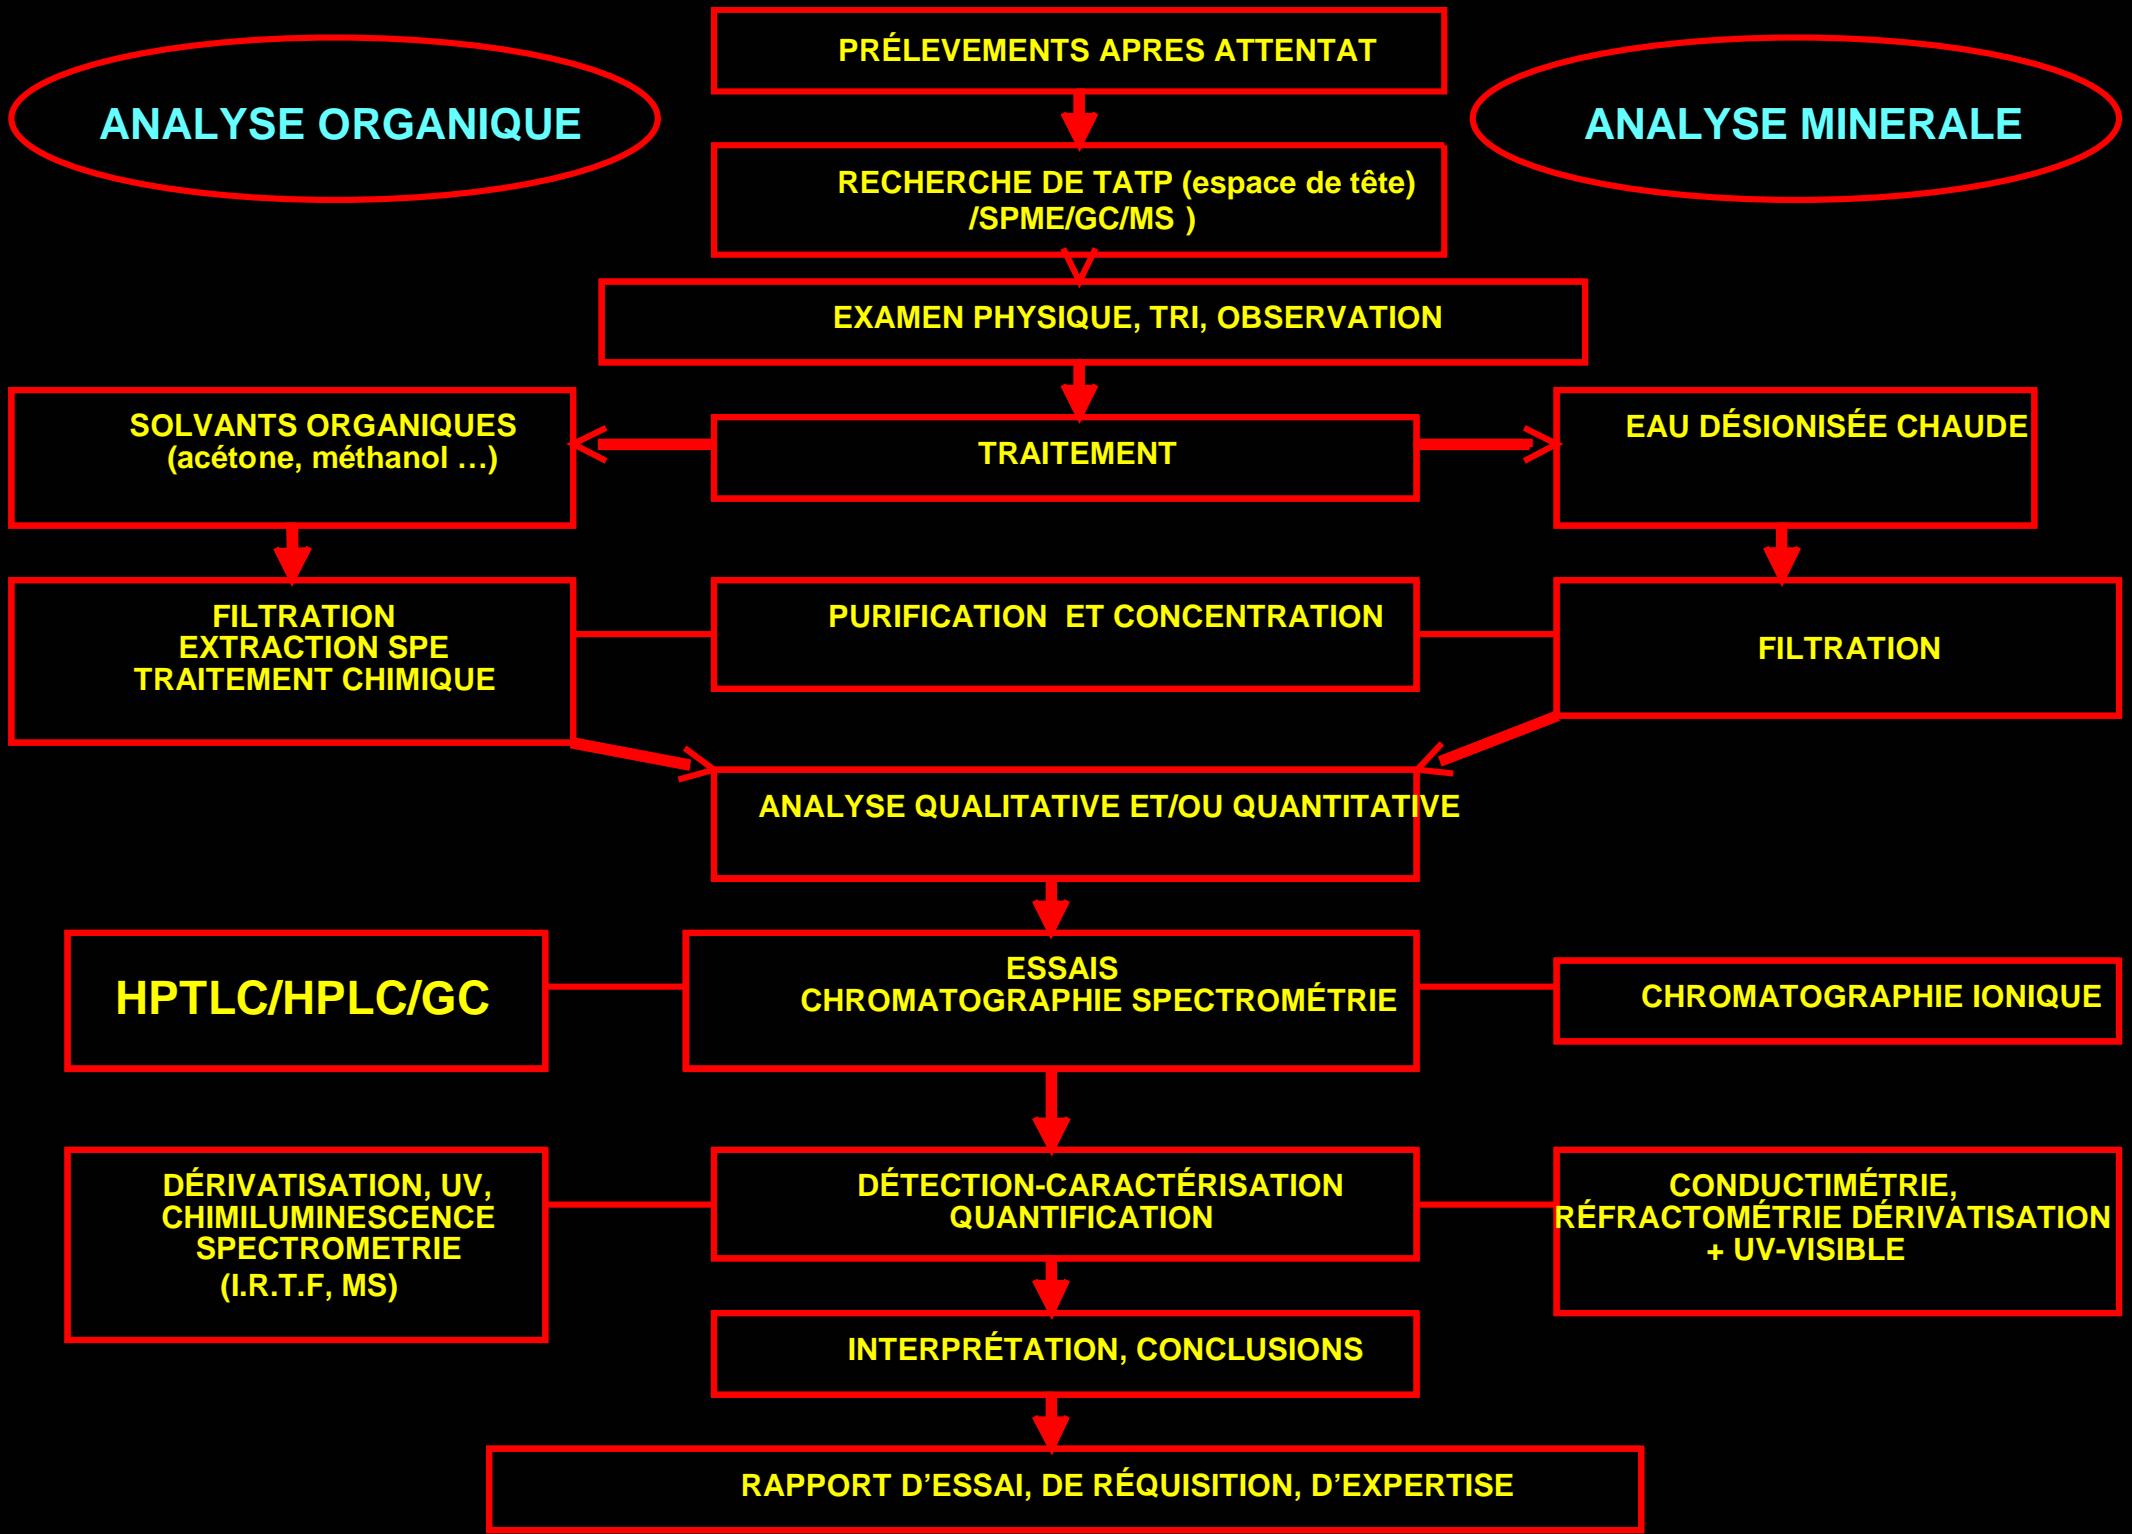 PRÉLEVEMENTS APRES ATTENTAT
ANALYSE ORGANIQUE
ANALYSE MINERALE
RECHERCHE DE TATP (espace de tête)
/SPME/GC/MS )
EXAMEN PHYSIQUE, TRI, OBSERVATION
SOLVANTS ORGANIQUES
(acétone, méthanol …)
TRAITEMENT
EAU DÉSIONISÉE CHAUDE
FILTRATION
EXTRACTION SPE
TRAITEMENT CHIMIQUE
PURIFICATION ET CONCENTRATION
FILTRATION
ANALYSE QUALITATIVE ET/OU QUANTITATIVE
HPTLC/HPLC/GC
ESSAIS
CHROMATOGRAPHIE SPECTROMÉTRIE
CHROMATOGRAPHIE IONIQUE
DÉRIVATISATION, UV,
CHIMILUMINESCENCE
SPECTROMETRIE
(I.R.T.F, MS)
DÉTECTION-CARACTÉRISATION
QUANTIFICATION
CONDUCTIMÉTRIE,
RÉFRACTOMÉTRIE DÉRIVATISATION
+ UV-VISIBLE
INTERPRÉTATION, CONCLUSIONS
RAPPORT D’ESSAI, DE RÉQUISITION, D’EXPERTISE